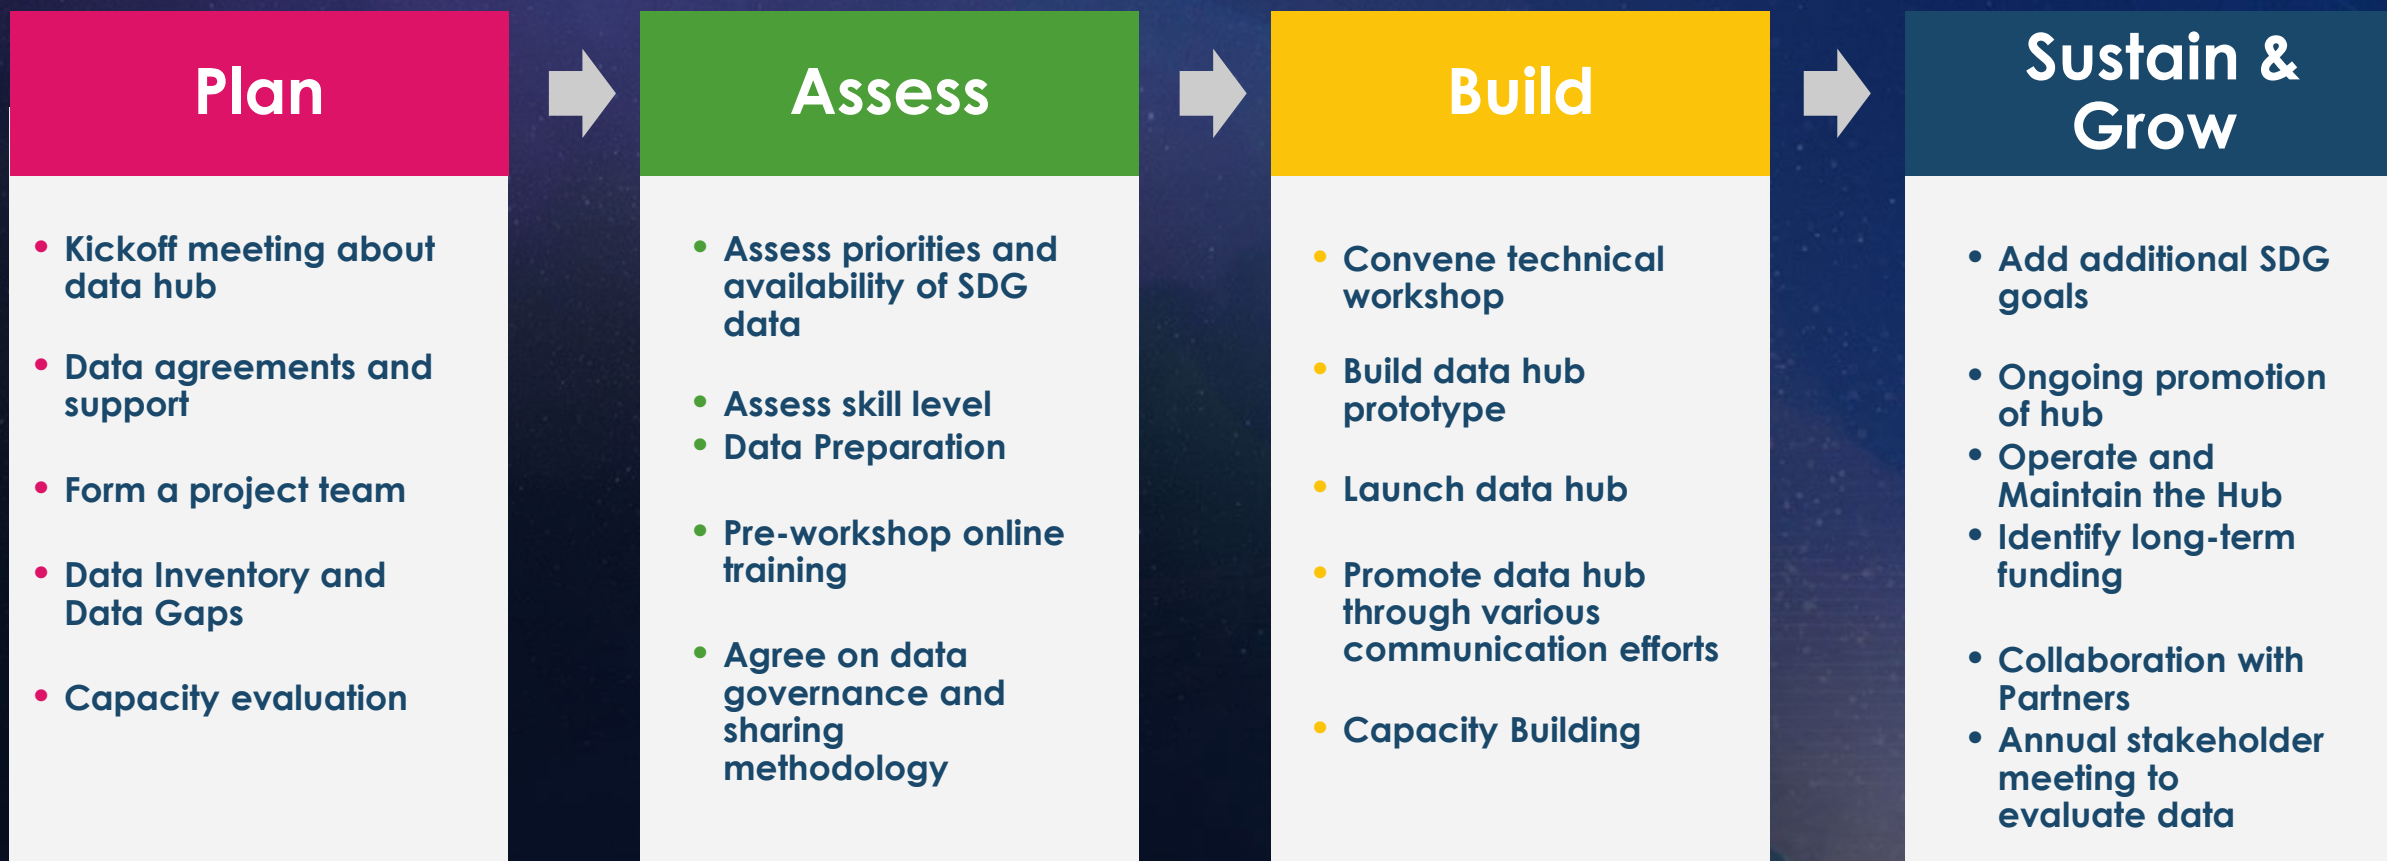 Plan
• Kickoff meeting about
data hub
• Data agreements and
support
• Form a project team
• Data Inventory and
Data Gaps
• Capacity evaluation
Assess
• Assess priorities and
availability of SDG
data
• Assess skill level
• Data Preparation
• Pre-workshop online
training
• Agree on data
governance and
sharing
methodology
Build
• Convene technical
workshop
• Build data hub
prototype
• Launch data hub
• Promote data hub
through various
communication efforts
• Capacity Building
Sustain &
Grow
• Add additional SDG
goals
• Ongoing promotion
of hub
• Operate and
Maintain the Hub
• Identify long-term
funding
• Collaboration with
Partners
• Annual stakeholder
meeting to
evaluate data